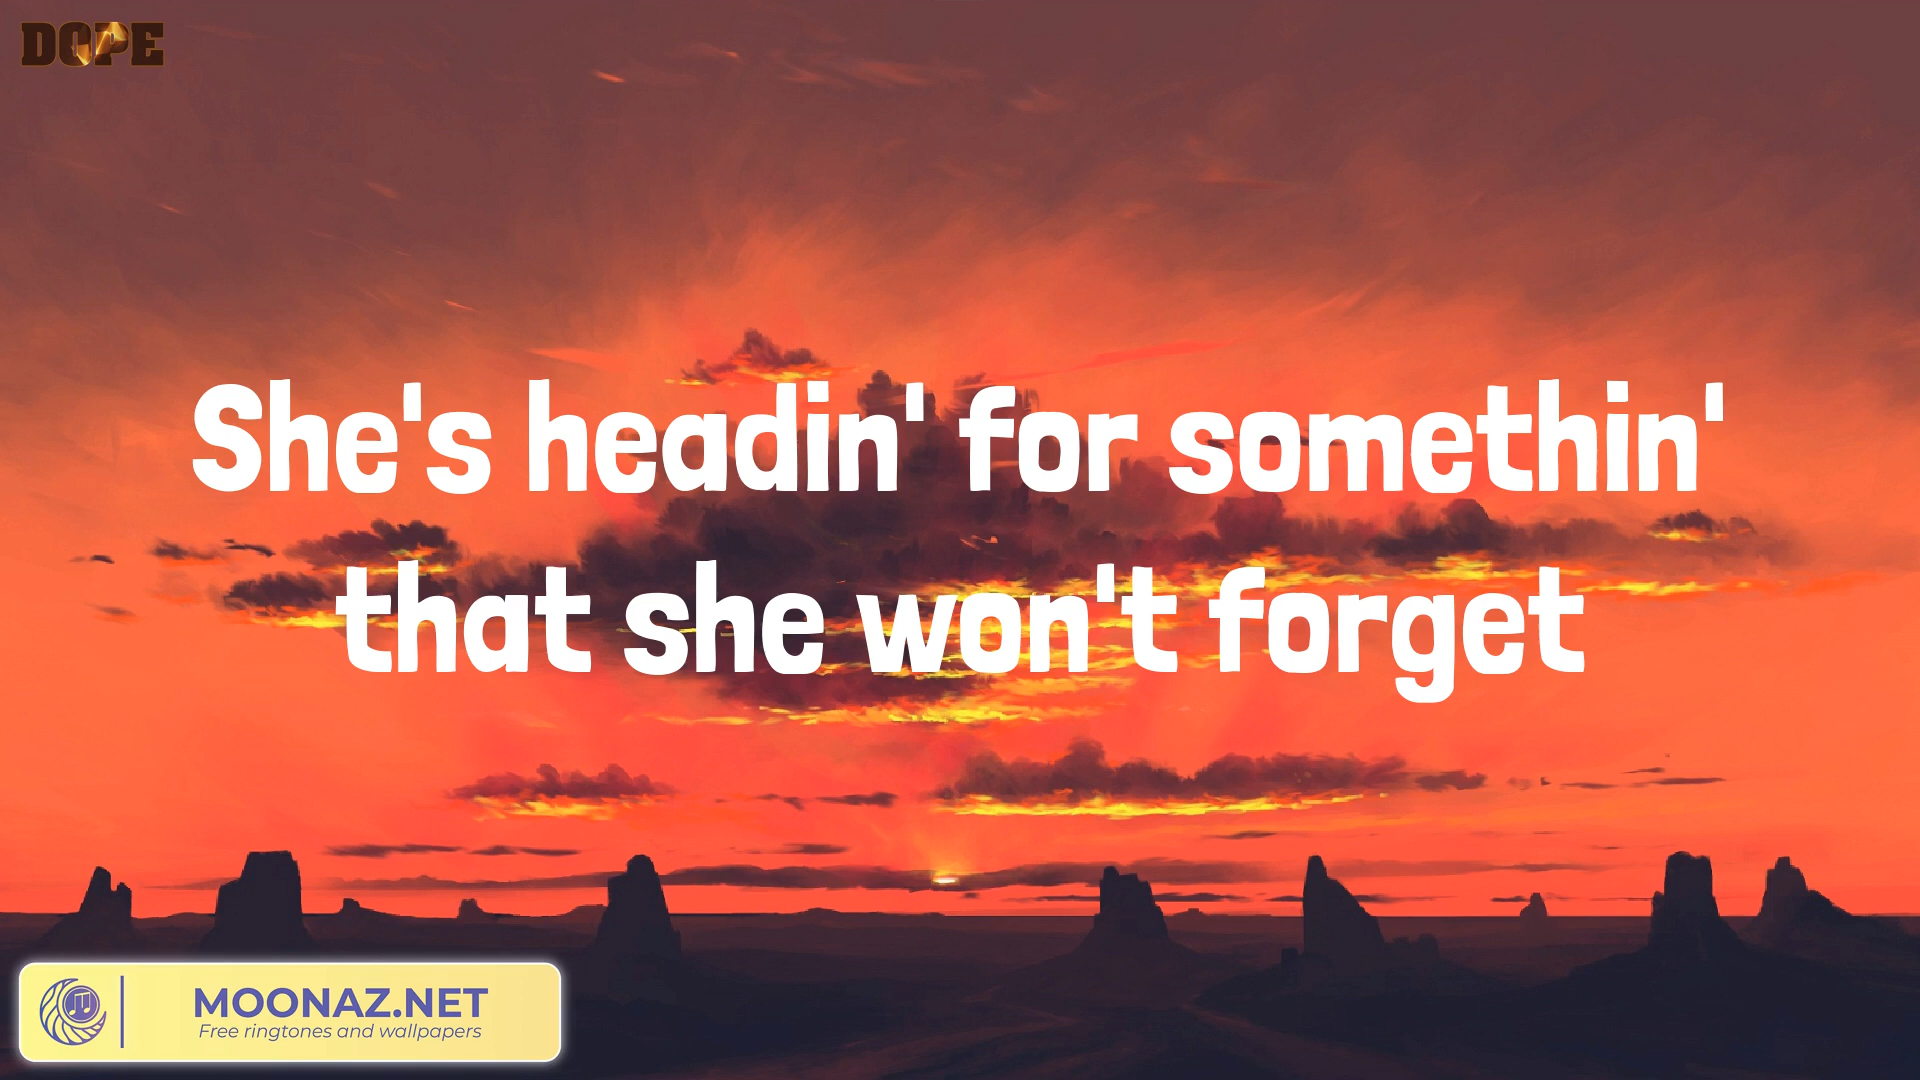 DOPE
She's headin' for somethin'
that she won't forget
MOONAZ.NET
Free ringtones and wallpapers